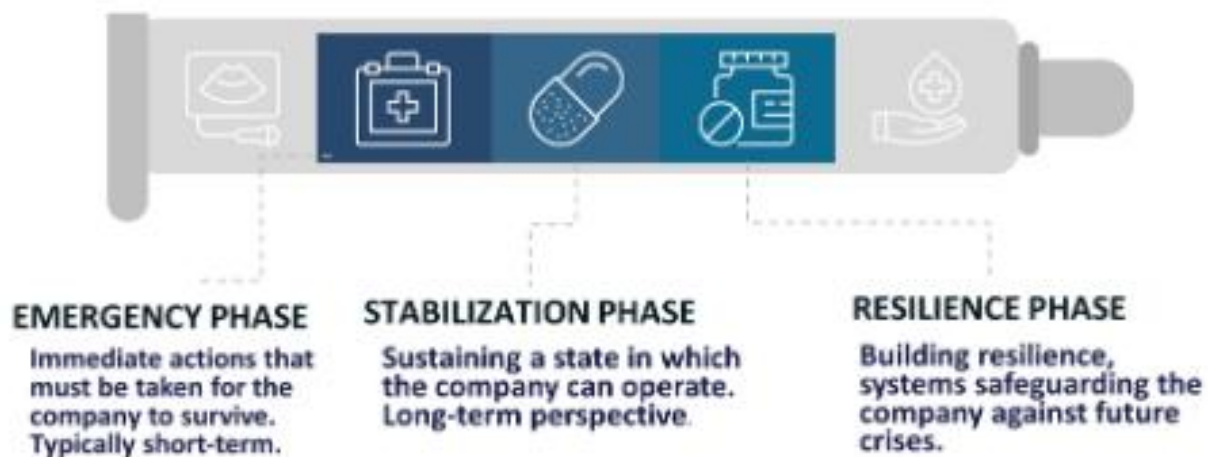 EMERGENCY PHASE
Immediate actions that
must be taken for the
company to survive.
Typically short-term.
STABILIZATION PHASE
Sustaining a state in which
the company can operate.
Long-term perspective.
RESILIENCE PHASE
Building resilience,
systems safeguarding the
company against future
crises.